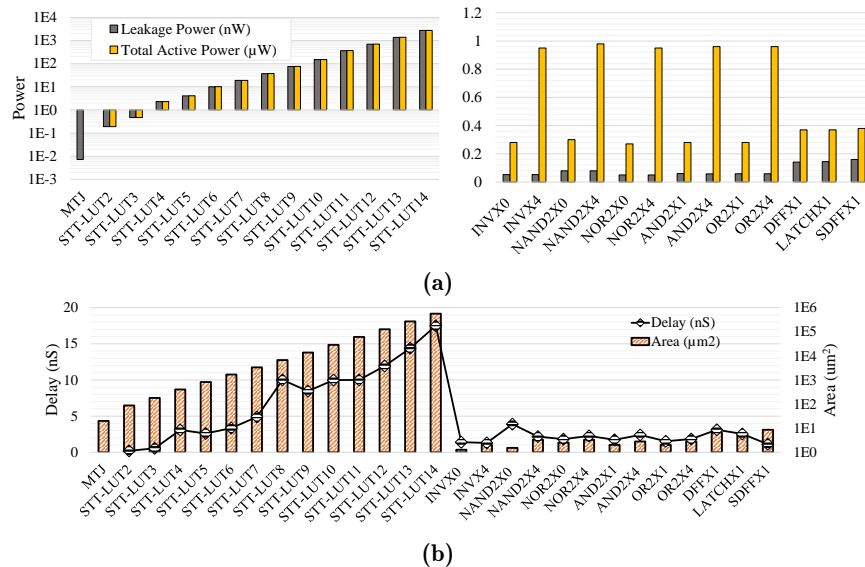 1E4
1E3
1E2
1E1
1E0
1E-1
1E-2
1E-3
Power
Leakage Power (nW)
Total Active Power (µW)
MTJ
STT-LUT2
STT-LUT3
STT-LUT4
STT-LUT5
STT-LUT6
STT-LUT7
STT-LUT8
STT-LUT9
STT-LUT10
STT-LUT11
STT-LUT12
STT-LUT13
STT-LUT14
1.2
1
0.8
0.6
0.4
0.2
0
INVX0
INVX4
NAND2X0
NAND2X4
NOR2X0
NOR2X4
AND2X1
AND2X4
OR2X1
OR2X4
DFFX1
LATCHX1
SDFFX1
(a)
20
15
10
5
0
Delay (nS)
Delay (nS)
Area (µm2)
1E6
1E5
1E4
1E3
1E2
1E1
1E0
Area (um²)
MTJ
STT-LUT2
STT-LUT3
STT-LUT4
STT-LUT5
STT-LUT6
STT-LUT7
STT-LUT8
STT-LUT9
STT-LUT10
STT-LUT11
STT-LUT12
STT-LUT13
STT-LUT14
INVX0
INVX4
NAND2X0
NAND2X4
NOR2X0
NOR2X4
AND2X1
AND2X4
OR2X1
OR2X4
DFFX1
LATCHX1
SDFFX1
(b)